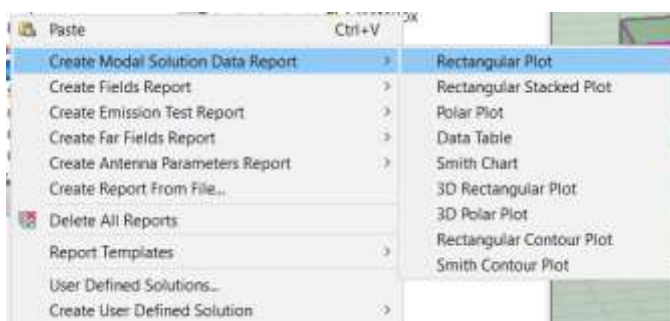 Paste Ctrl+V
Create Modal Solution Data Report
Create Fields Report
Create Emission Test Report
Create Far Fields Report
Create Antenna Parameters Report
Create Report From File...
Delete All Reports
Report Templates
User Defined Solutions...
Create User Defined Solution
Rectangular Plot
Rectangular Stacked Plot
Polar Plot
Data Table
Smith Chart
3D Rectangular Plot
3D Polar Plot
Rectangular Contour Plot
Smith Contour Plot